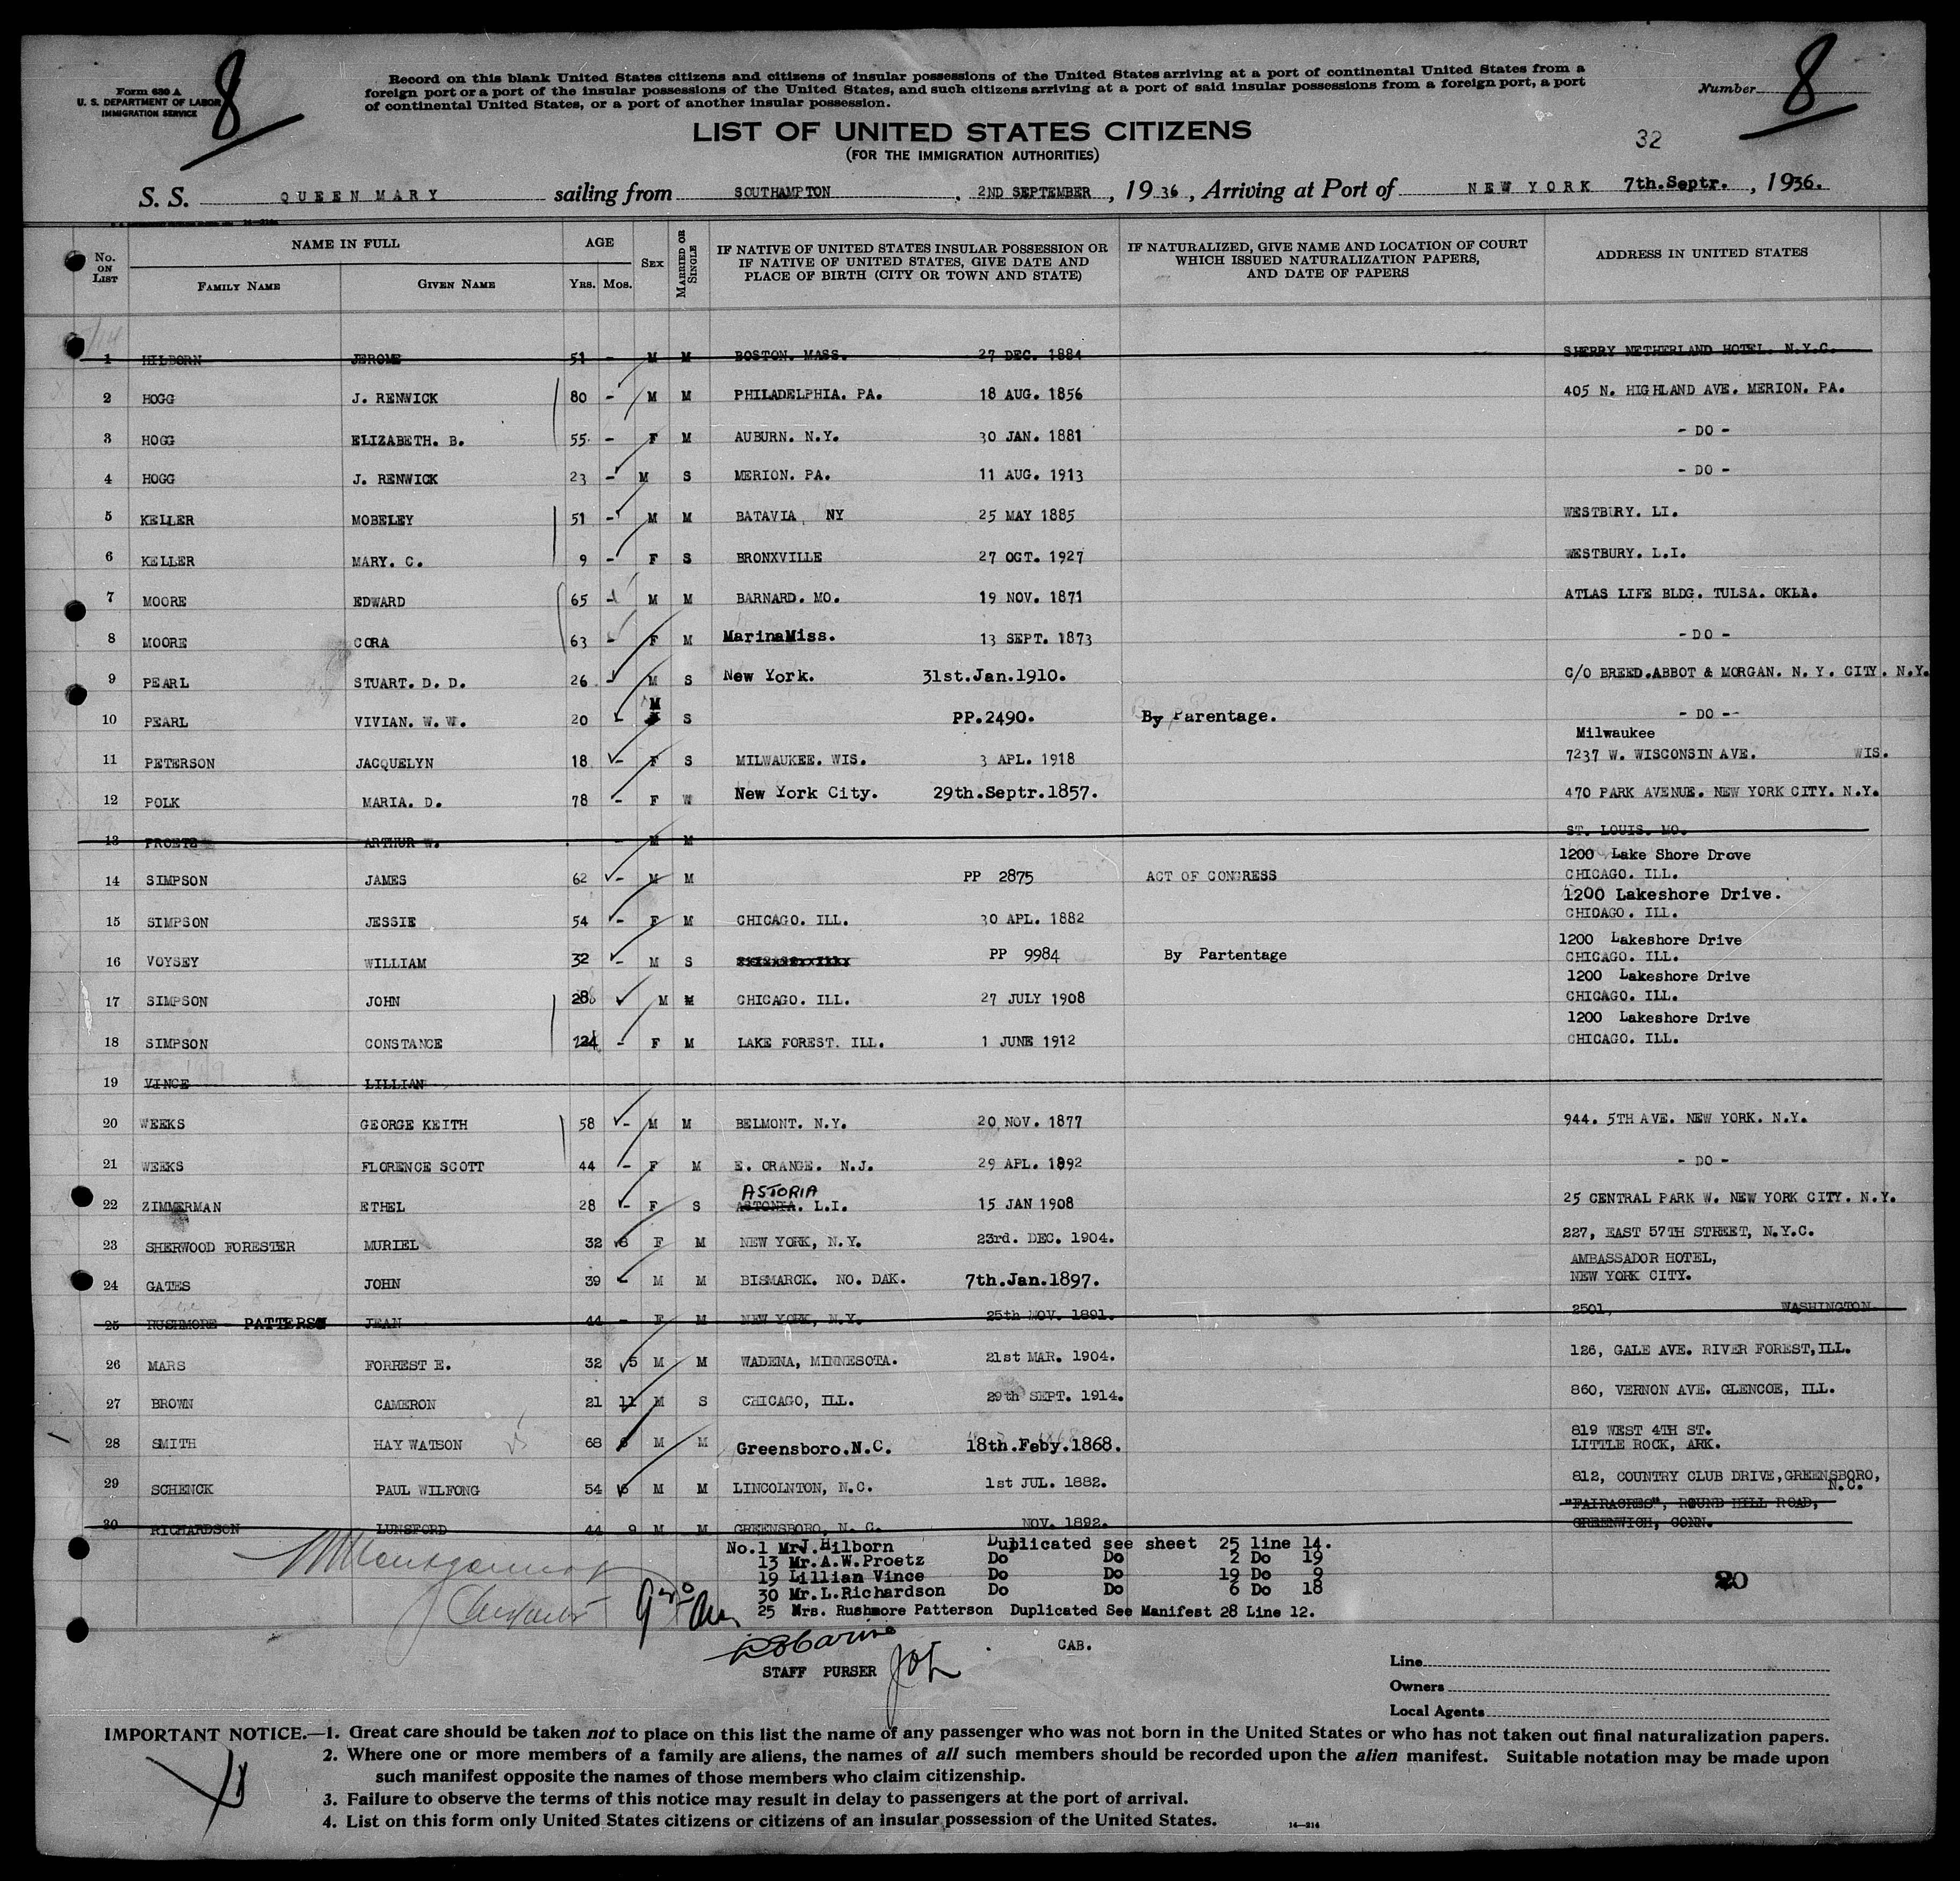 Form 630 A
U. S. DEPARTMENT OF LABOR
IMMIGRATION SERVICE
8
Record on this blank United States citizens and citizens of insular possessions of the United States arriving at a port of continental United States from a
foreign port or a port of the insular possessions of the United States, and such citizens arriving at a port of said insular possessions from a foreign port, a port
of continental United States, or a port of another insular possession.
Number 8
LIST OF UNITED STATES CITIZENS
(FOR THE IMMIGRATION AUTHORITIES)
32
S. S. QUEEN MARY sailing from SOUTHAMPTON, 2ND SEPTEMBER, 1936, Arriving at Port of NEW YORK 7th.Septr., 1936.
No. ON LIST NAME IN FULL FAMILY NAME GIVEN NAME AGE Yrs. Mos. SEX MARRIED OR SINGLE IF NATIVE OF UNITED STATES INSULAR POSSESSION OR IF NATIVE OF UNITED STATES, GIVE DATE AND PLACE OF BIRTH (CITY OR TOWN AND STATE) IF NATURALIZED, GIVE NAME AND LOCATION OF COURT WHICH ISSUED NATURALIZATION PAPERS, AND DATE OF PAPERS ADDRESS IN UNITED STATES
1 HILBORN JEROME 51 - M M BOSTON. MASS. 27 DEC. 1884 SHERRY NETHERLAND HOTEL. N.Y.C.
2 HOGG J. RENWICK 80 - M M PHILADELPHIA. PA. 18 AUG. 1856 405 N. HIGHLAND AVE. MERION. PA.
3 HOGG ELIZABETH. B. 55 - F M AUBURN. N.Y. 30 JAN. 1881 - DO -
4 HOGG J. RENWICK 23 - M S MERION. PA. 11 AUG. 1913 - DO -
5 KELLER MOBELEY 51 - M M BATAVIA NY 25 MAY 1885 WESTBURY. LI.
6 KELLER MARY. C. 9 - F S BRONXVILLE 27 OCT. 1927 WESTBURY. L.I.
7 MOORE EDWARD 65 - M M BARNARD. MO. 19 NOV. 1871 ATLAS LIFE BLDG. TULSA. OKLA.
8 MOORE CORA 63 - F M MarinaMiss. 13 SEPT. 1873 - DO -
9 PEARL STUART. D. D. 26 - M S New York. 31st.Jan.1910. C/O BREED.ABBOT & MORGAN. N. Y. CITY. N.Y.
10 PEARL VIVIAN. W. W. 20 - M S PP.2490. By Parentage. - DO --
Milwaukee
11 PETERSON JACQUELYN 18 - F S MILWAUKEE. WIS. 3 APL. 1918 7237 W. WISCONSIN AVE. WIS.
12 POLK MARIA. D. 78 - F W New York City. 29th.Septr.1857. 470 PARK AVENUE. NEW YORK CITY. N.Y.
13 PROETZ ARTHUR W. - M M ST. LOUIS. MO.
1200 Lake Shore Drove
14 SIMPSON JAMES 62 - M M PP 2875 ACT OF CONGRESS CHICAGO. ILL.
1200 Lakeshore Drive.
15 SIMPSON JESSIE 54 - F M CHICAGO. ILL. 30 APL. 1882 CHICAGO. ILL.
1200 Lakeshore Drive
16 VOYSEY WILLIAM 32 - M S PP 9984 By Partentage CHICAGO. ILL.
1200 Lakeshore Drive
17 SIMPSON JOHN 28 M M CHICAGO. ILL. 27 JULY 1908 CHICAGO. ILL.
1200 Lakeshore Drive
18 SIMPSON CONSTANCE 24 - F M LAKE FOREST. ILL. 1 JUNE 1912 CHICAGO. ILL.
19 VINCE LILLIAN
20 WEEKS GEORGE KEITH 58 - M M BELMONT. N.Y. 20 NOV. 1877 944. 5TH AVE. NEW YORK. N.Y.
21 WEEKS FLORENCE SCOTT 44 - F M E. ORANGE. N.J. 29 APL. 1892 - DO -
ASTORIA
22 ZIMMERMAN ETHEL 28 - F S ASTONIA. L.I. 15 JAN 1908 25 CENTRAL PARK W. NEW YORK CITY. N.Y.
23 SHERWOOD FORESTER MURIEL 32 8 F M NEW YORK, N.Y. 23rd. DEC. 1904. 227, EAST 57TH STREET, N.Y.C.
AMBASSADOR HOTEL,
24 GATES JOHN 39 - M M BISMARCK. NO. DAK. 7th.Jan.1897. NEW YORK CITY.
25 RUSHMORE - PATTERSN JEAN 44 - F M NEW YORK, N.Y. 25th NOV. 1891. 2501, WASHINGTON
26 MARS FORREST E. 32 5 M M WADENA, MINNESOTA. 21st MAR. 1904. 126, GALE AVE. RIVER FOREST, ILL.
27 BROWN CAMERON 21 11 M S CHICAGO, ILL. 29th SEPT. 1914. 860, VERNON AVE. GLENCOE, ILL.
819 WEST 4TH ST.
28 SMITH HAY WATSON 68 6 M M Greensboro.N.C. 18th.Feby.1868. LITTLE ROCK, ARK.
29 SCHENCK PAUL WILFONG 54 M M LINCOLNTON, N.C. 1st JUL. 1882. 812, COUNTRY CLUB DRIVE, GREENSBORO, N.C.
"FAIRACRES", ROUND HILL ROAD,
30 RICHARDSON LUNSFORD 44 9 M M GREENSBORO, N. C. NOV. 1892. GREENWICH, CONN.
No.1 Mr.J.Hilborn Duplicated see sheet 25 line 14.
13 Mr.A.W.Proetz Do Do 2 Do 19
19 Lillian Vince Do Do 19 Do 9
30 Mr.L.Richardson Do Do 6 Do 18
25 Mrs. Rushmore Patterson Duplicated See Manifest 28 Line 12.
20
CAB.
STAFF PURSER
Line
Owners
Local Agents
IMPORTANT NOTICE.—1. Great care should be taken not to place on this list the name of any passenger who was not born in the United States or who has not taken out final naturalization papers.
2. Where one or more members of a family are aliens, the names of all such members should be recorded upon the alien manifest. Suitable notation may be made upon
such manifest opposite the names of those members who claim citizenship.
3. Failure to observe the terms of this notice may result in delay to passengers at the port of arrival.
4. List on this form only United States citizens or citizens of an insular possession of the United States.
14—214